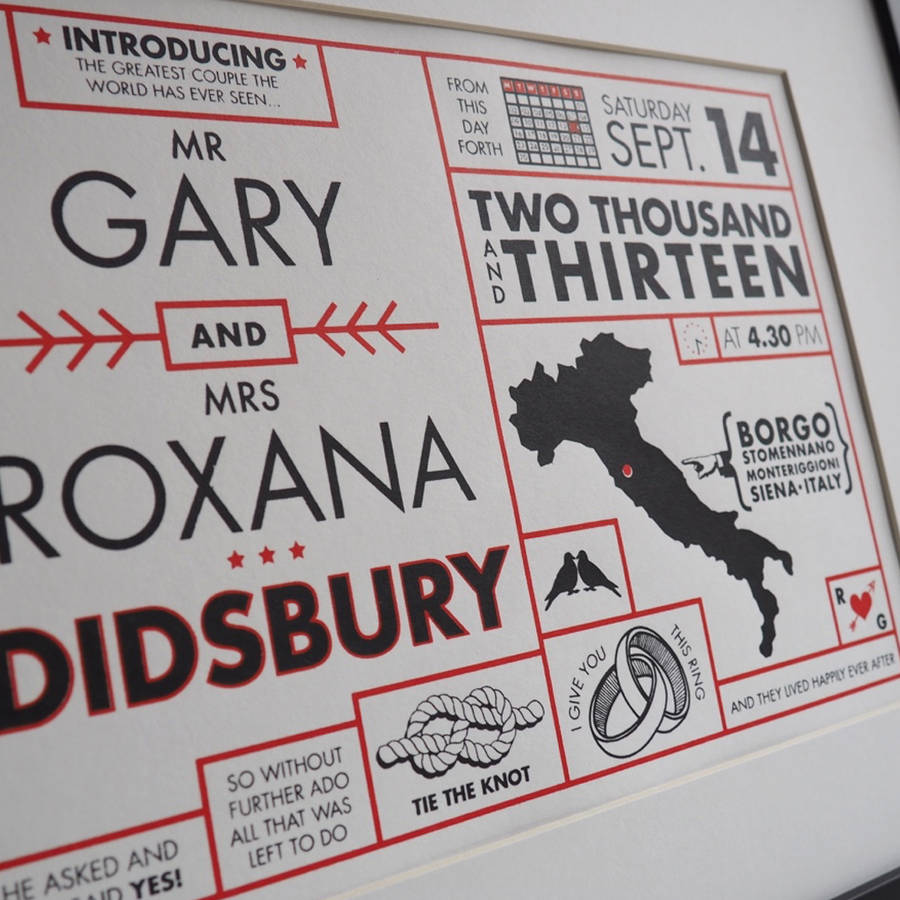 INTRODUCING
THE GREATEST COUPLE THE
WORLD HAS EVER SEEN...
MR
GARY
AND
MRS
ROXANA
DIDSBURY
HE ASKED AND
SAID YES!
SO WITHOUT
FURTHER ADO
ALL THAT WAS
LEFT TO DO
TIE THE KNOT
FROM
THIS
DAY
FORTH
SATURDAY
SEPT. 14
TWO THOUSAND
AND
THIRTEEN
AT 4.30 PM
BORGO
STOMENNANO
MONTERIGGIONI
SIENA·ITALY
I GIVE YOU
THIS RING
R
G
AND THEY LIVED HAPPILY EVER AFTER